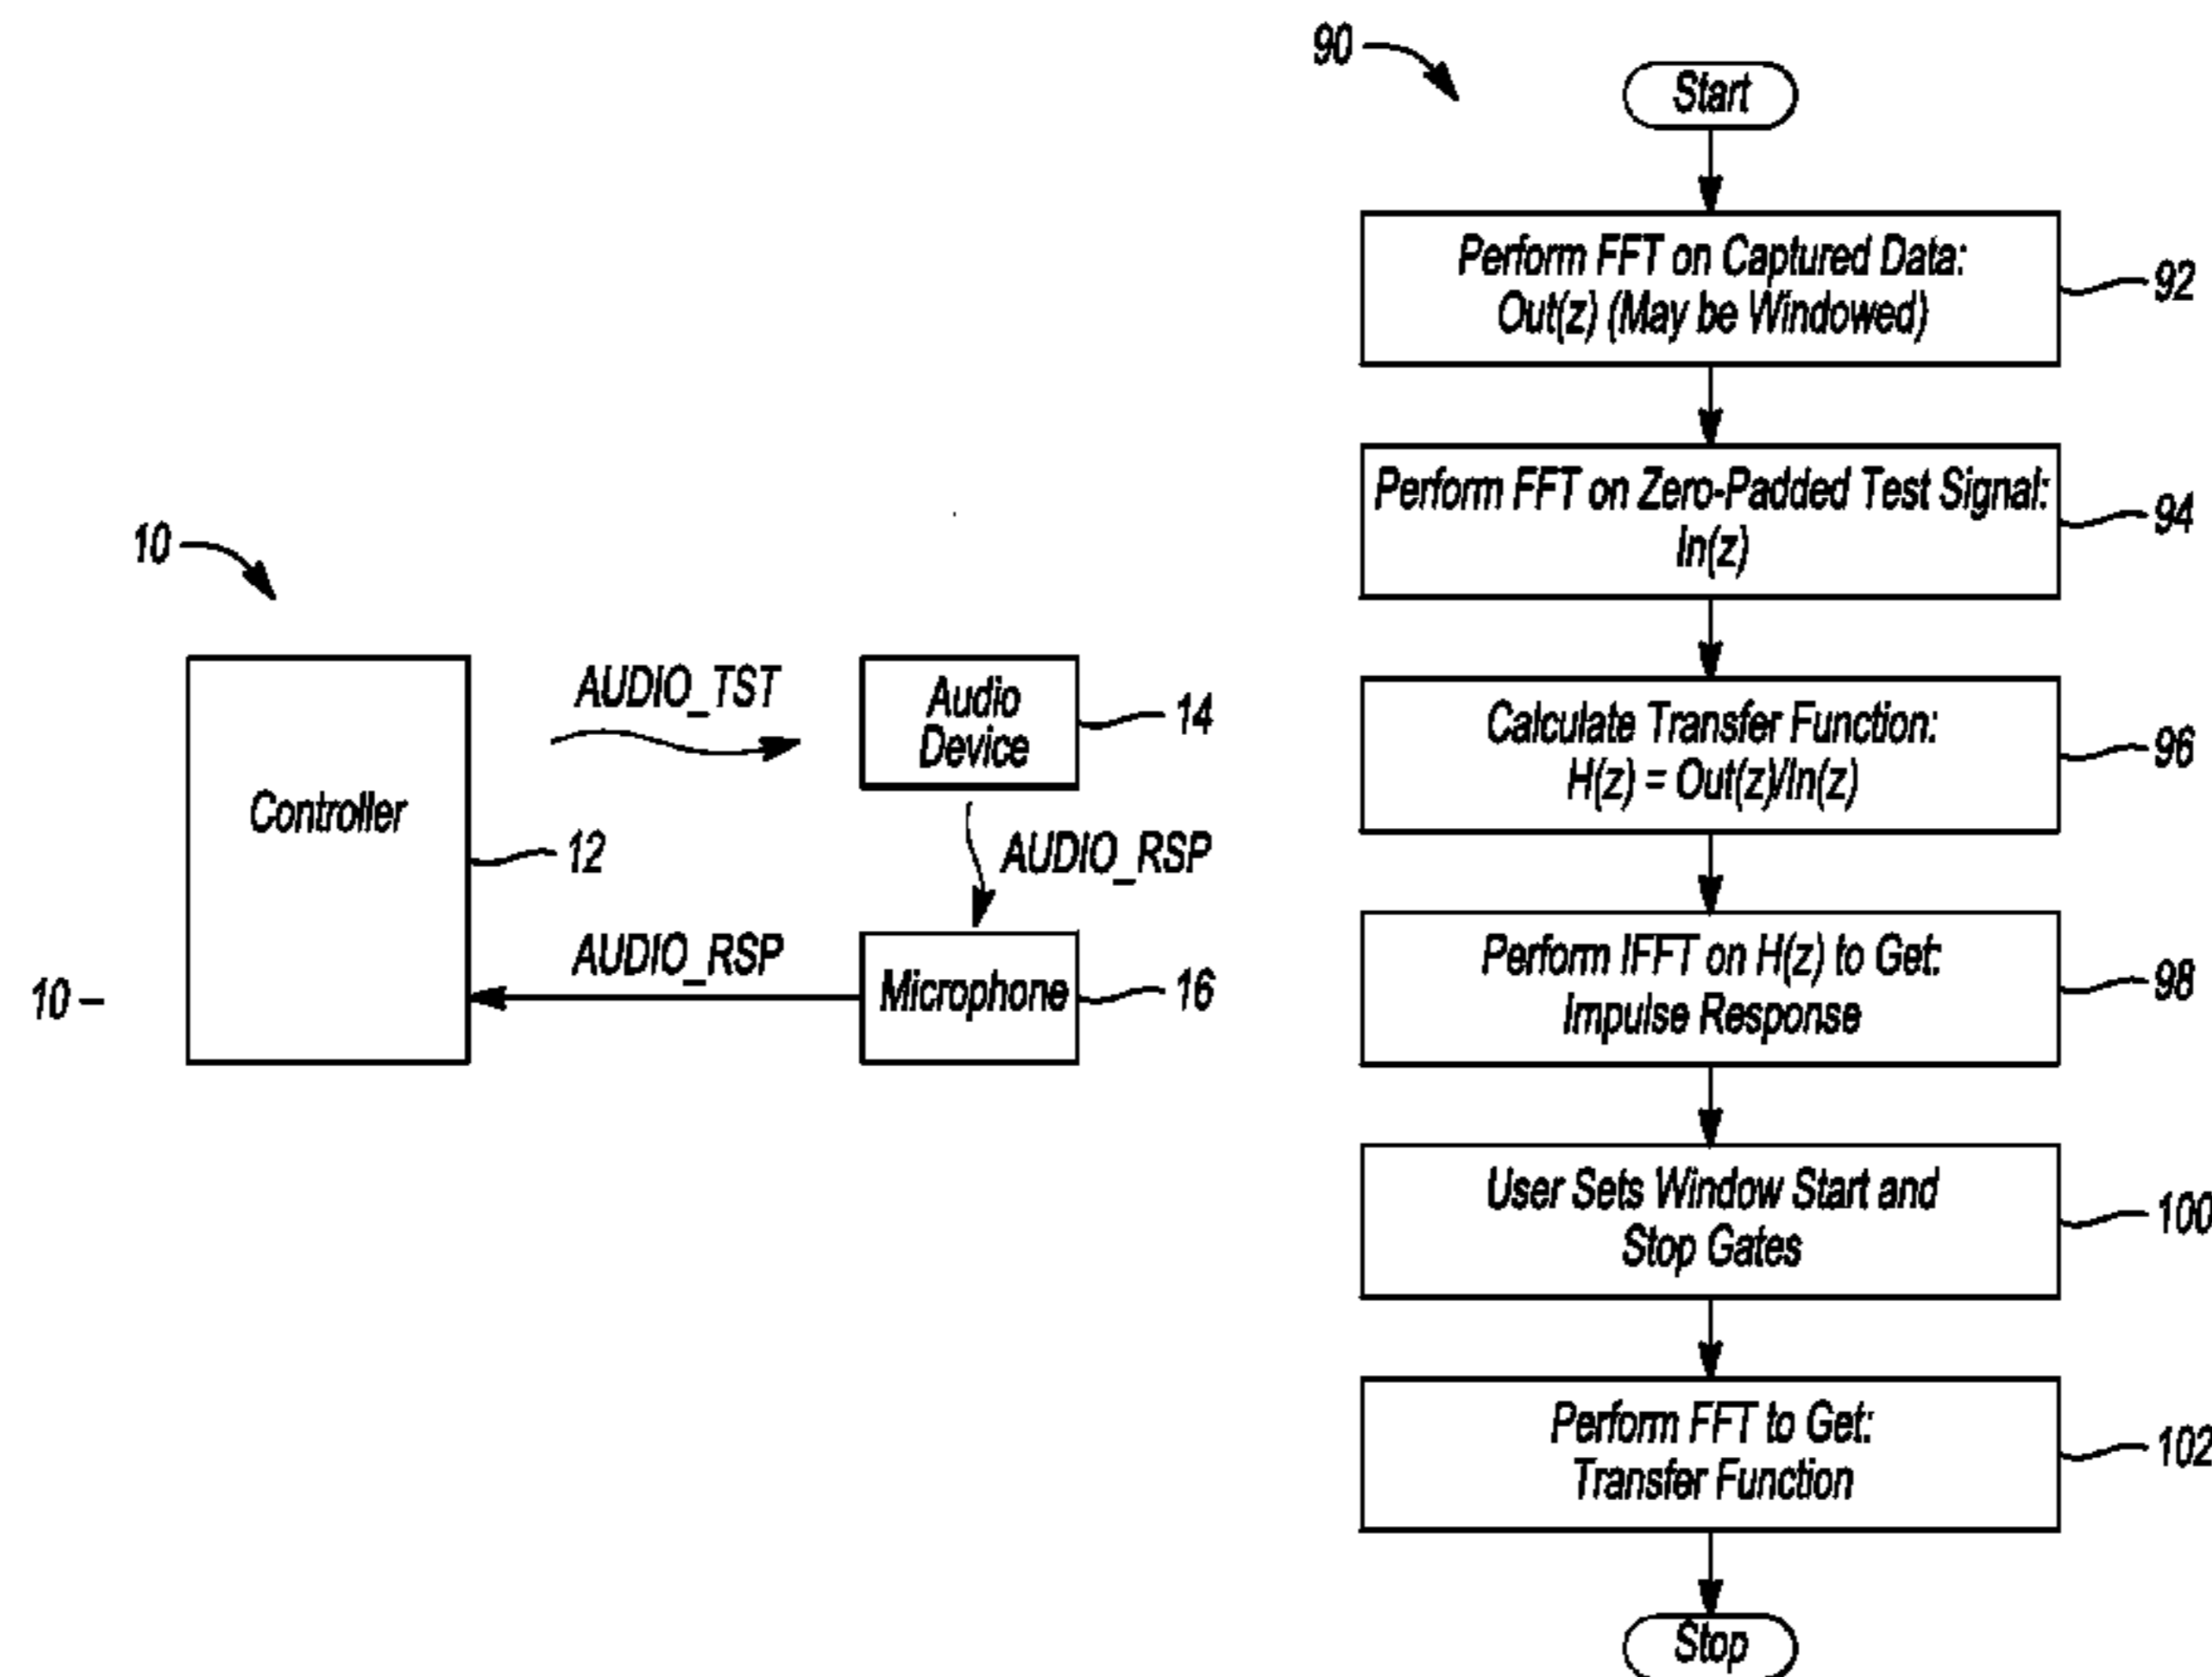 10
Controller
12
AUDIO_TST
Audio
Device
14
AUDIO_RSP
AUDIO_RSP
Microphone
16
10 –
90
Start
Perform FFT on Captured Data:
Out(z) (May be Windowed)
92
Perform FFT on Zero-Padded Test Signal:
In(z)
94
Calculate Transfer Function:
H(z) = Out(z)/In(z)
96
Perform IFFT on H(z) to Get:
Impulse Response
98
User Sets Window Start and
Stop Gates
100
Perform FFT to Get:
Transfer Function
102
Stop